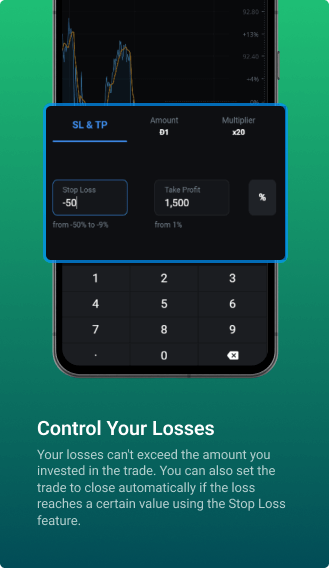 52.80
+13%
92.40
+4%
0%
SL & TP
Amount
Multiplier
Đ1
x20
Stop Loss
Take Profit
-50
1,500
%
from -50% to -9%
from 1%
1 2 3
4 5 6
7 8 9
. 0
Control Your Losses
Your losses can't exceed the amount you
invested in the trade. You can also set the
trade to close automatically if the loss
reaches a certain value using the Stop Loss
feature.